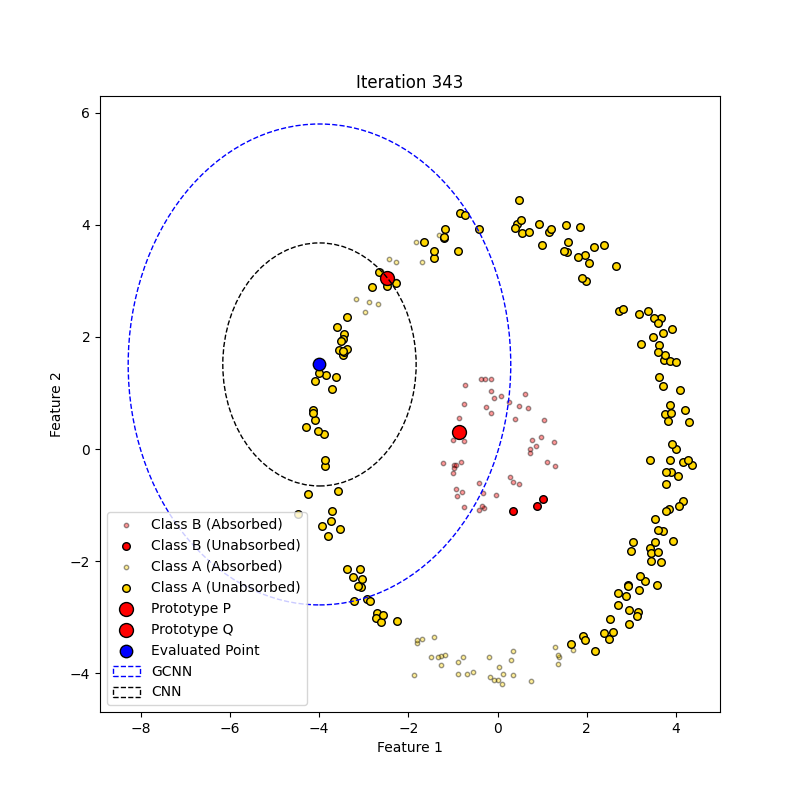 Iteration 343
6
4
2
0
−2
−4
Feature 2
Class B (Absorbed)
Class B (Unabsorbed)
Class A (Absorbed)
Class A (Unabsorbed)
Prototype P
Prototype Q
Evaluated Point
GCNN
CNN
−8 −6 −4 −2 0 2 4
Feature 1